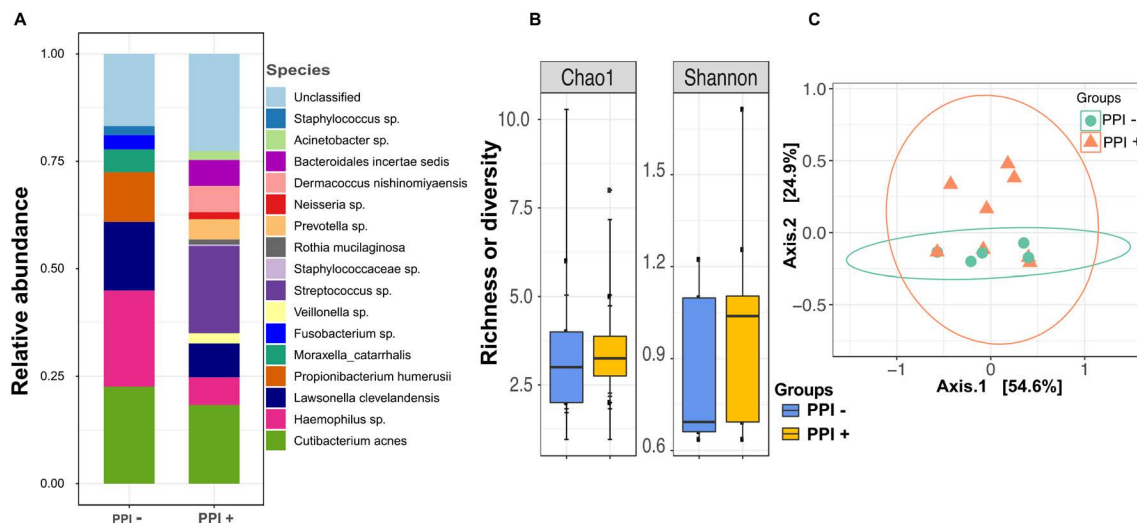 A
Relative abundance
1.00
0.75
0.50
0.25
0.00
PPI -
PPI +
Species
Unclassified
Staphylococcus sp.
Acinetobacter sp.
Bacteroidales incertae sedis
Dermacoccus nishinomiyaensis
Neisseria sp.
Prevotella sp.
Rothia mucilaginosa
Staphylococcaceae sp.
Streptococcus sp.
Veillonella sp.
Fusobacterium sp.
Moraxella_catarrhalis
Propionibacterium humerusii
Lawsonella clevelandensis
Haemophilus sp.
Cutibacterium acnes
B
Richness or diversity
Chao1
10.0
7.5
5.0
2.5
Shannon
1.5
1.2
0.9
0.6
Groups
PPI -
PPI +
C
Axis.2 [24.9%]
1.0
0.5
0.0
−0.5
−1
0
1
Axis.1 [54.6%]
Groups
PPI -
PPI +